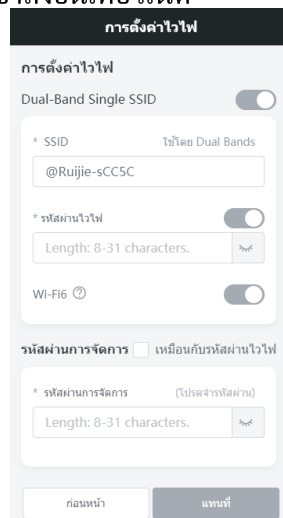 การตั้งค่าไวไฟ
การตั้งค่าไวไฟ
Dual-Band Single SSID
* SSID ใช้โดย Dual Bands
@Ruijie-sCC5C
* รหัสผ่านไวไฟ
Length: 8-31 characters.
Wi-Fi6 ?
รหัสผ่านการจัดการ เหมือนกับรหัสผ่านไวไฟ
* รหัสผ่านการจัดการ (โปรดจำรหัสผ่าน)
Length: 8-31 characters.
ก่อนหน้า แทนที่